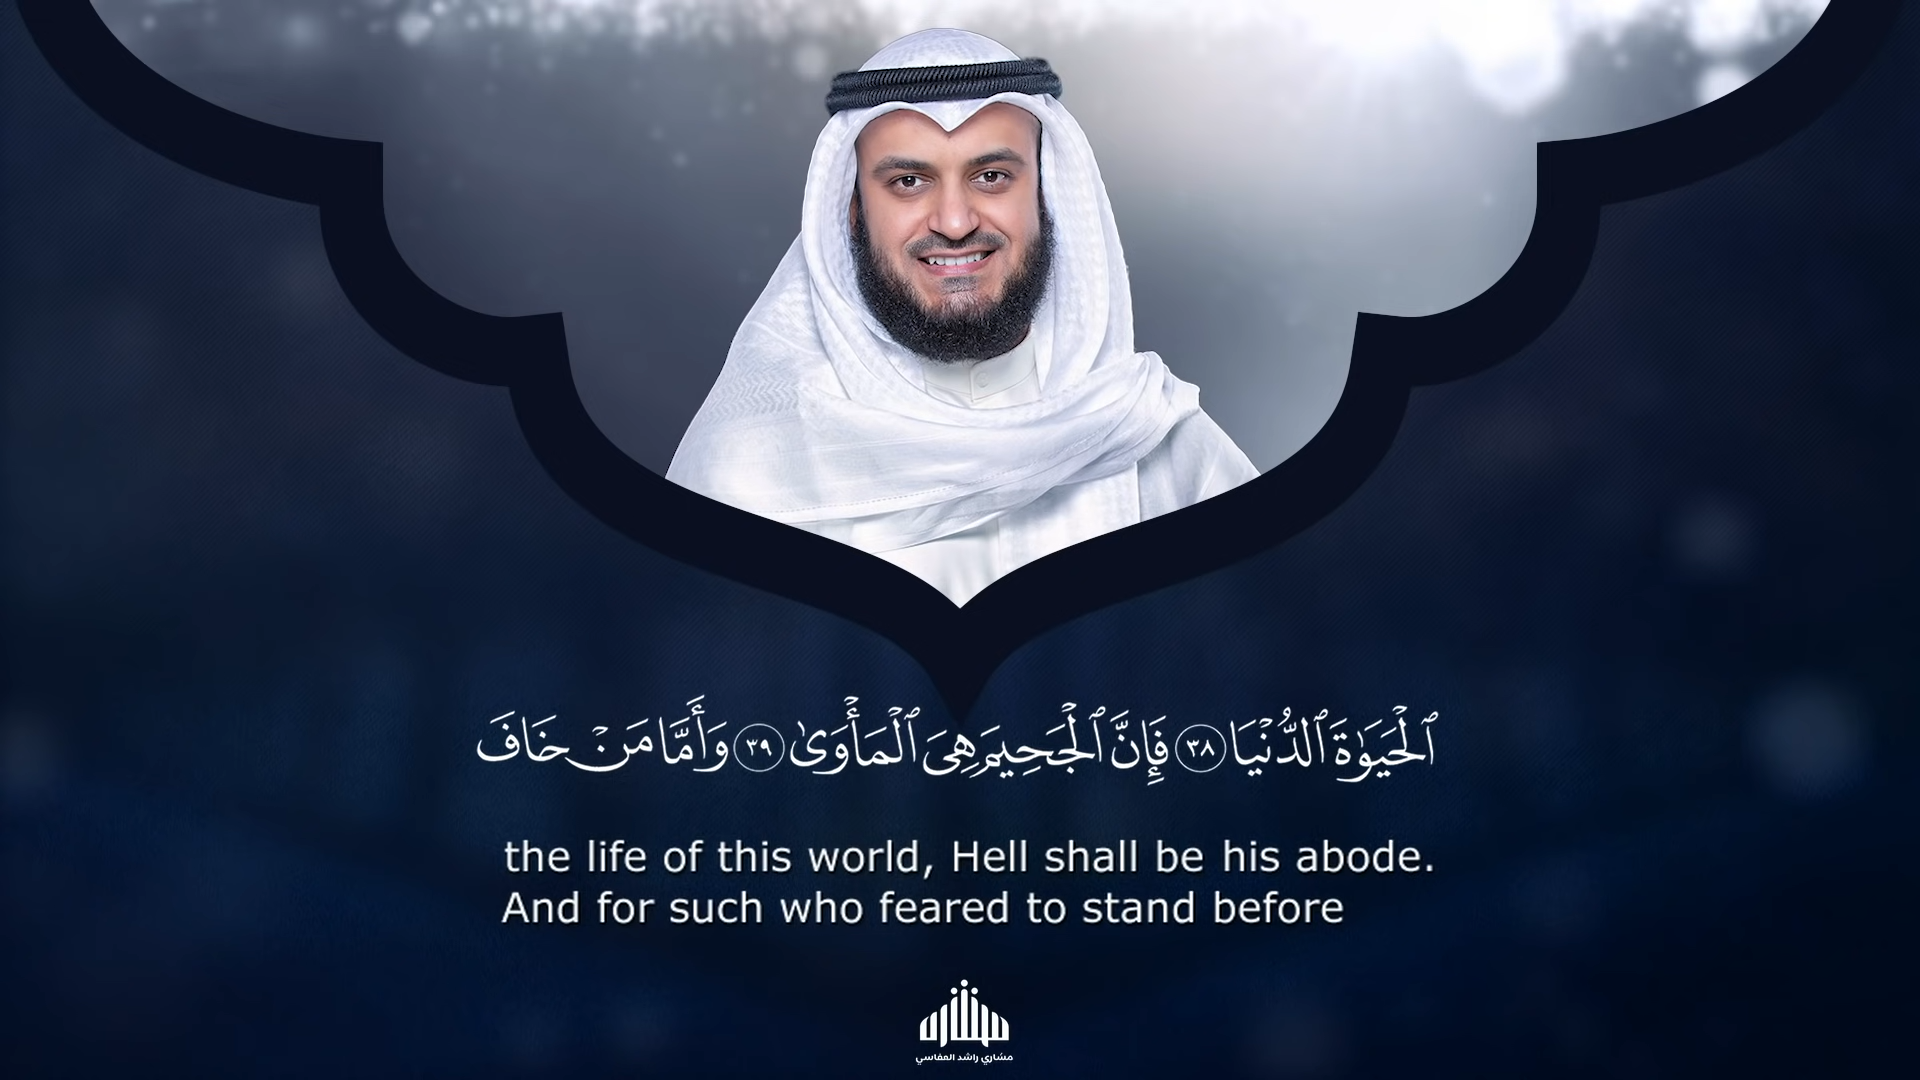 ٱلْحَيَوٰةَ ٱلدُّنْيَا ٣٨ فَإِنَّ ٱلْجَحِيمَ هِىَ ٱلْمَأْوَىٰ ٣٩ وَأَمَّا مَنْ خَافَ
the life of this world, Hell shall be his abode.
And for such who feared to stand before
مشاري
مشاري راشد العفاسي